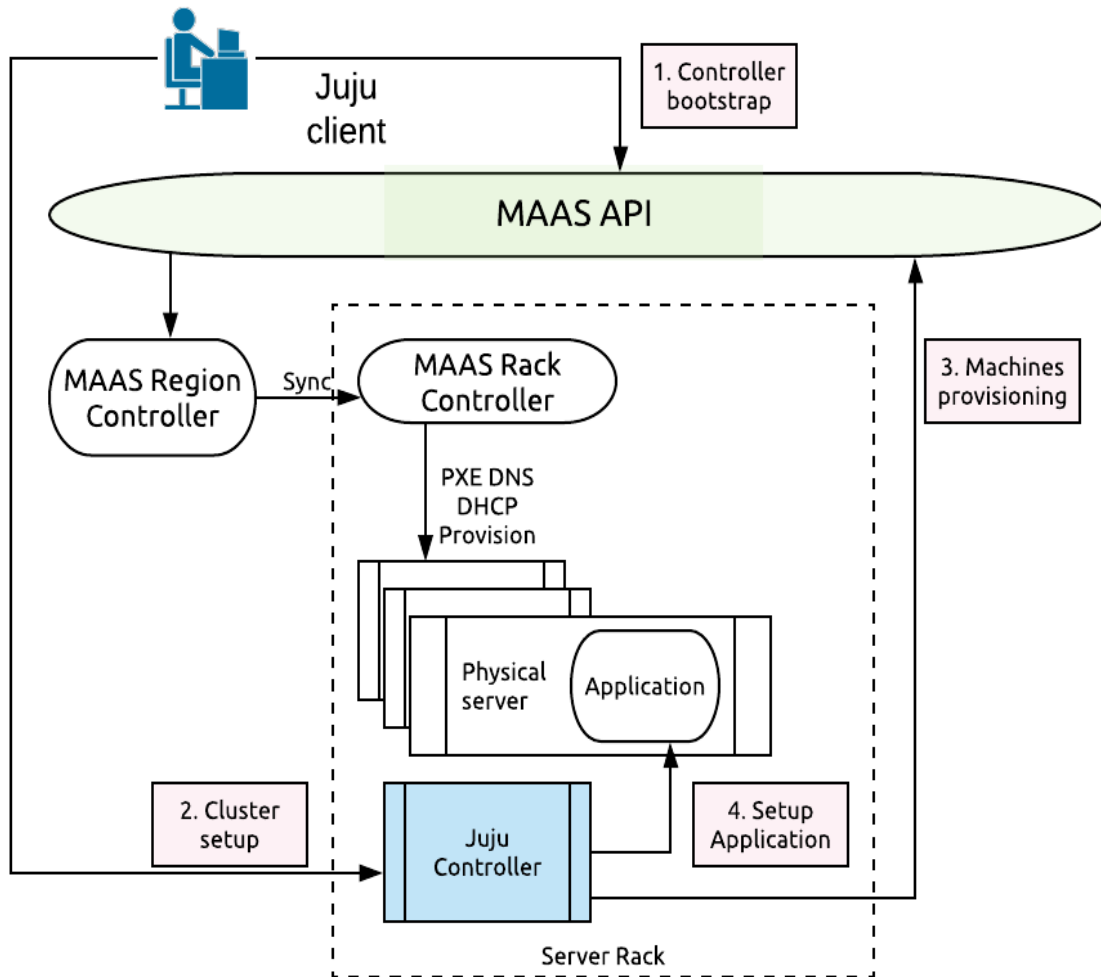 Juju
client
1. Controller
bootstrap
MAAS API
MAAS Region
Controller
Sync
MAAS Rack
Controller
3. Machines
provisioning
PXE DNS
DHCP
Provision
Physical
server
Application
2. Cluster
setup
Juju
Controller
4. Setup
Application
Server Rack